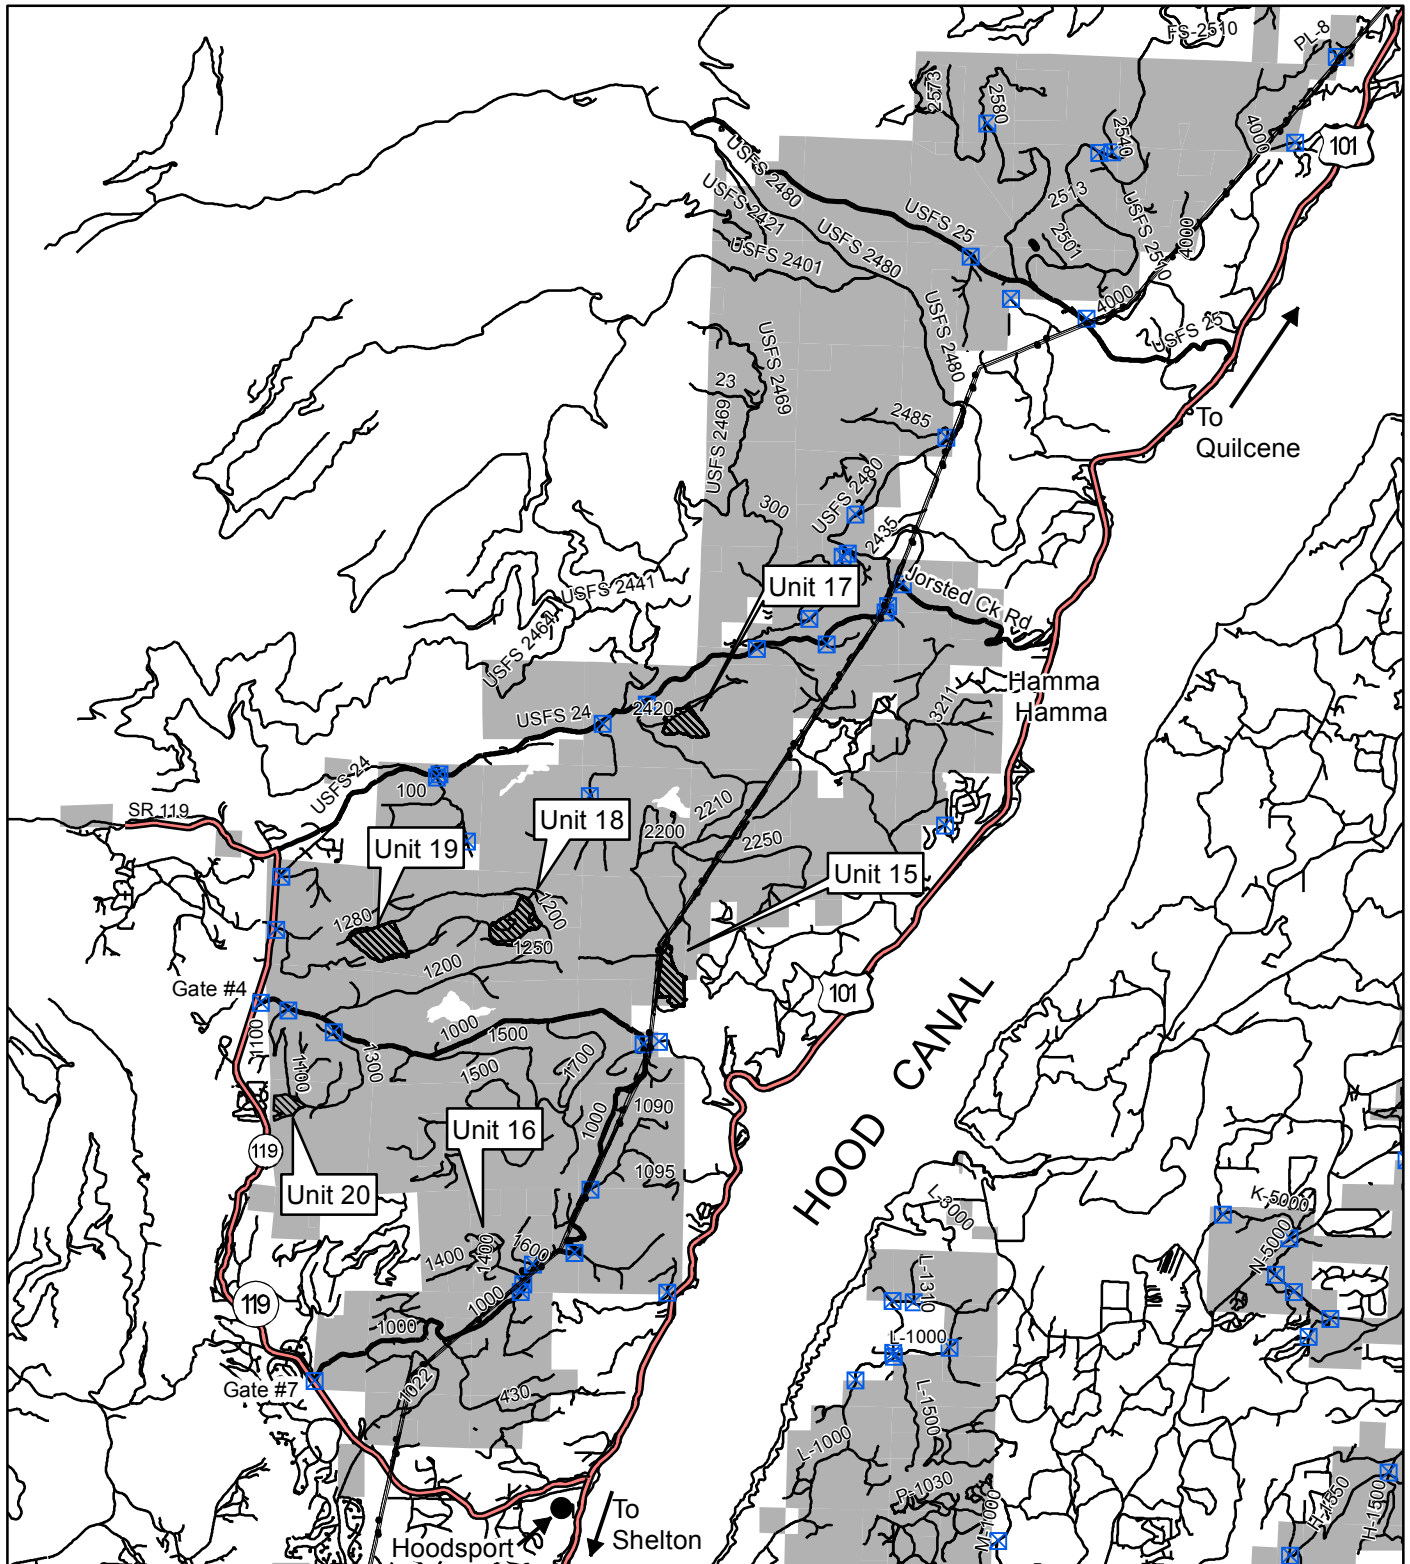 FS-2510
PL-8
2573
2580
2540
4000
101
USFS 2480
USFS 2421
USFS 2401
USFS 2480
USFS 25
2513
2501
USFS 2510
4000
4000
USFS 25
USFS 2480
USFS 2469
23
USFS 2469
2485
To
Quilcene
300
USFS 2480
2435
Unit 17
Jorsted Ck Rd
USFS 2441
USFS 2464
Hamma
Hamma
3211
USFS 24
2420
USFS 24
100
SR 119
Unit 18
Unit 19
2200
2210
2250
Unit 15
1280
1200
1250
1200
Gate #4
101
1100
1100
1300
1000
1500
1500
1700
1000
1090
1095
HOOD CANAL
Unit 16
119
Unit 20
L-3000
K-5000
N-5000
1400
1400
1600
119
1000
1000
L-1310
L-1000
Gate #7
1022
430
L-1500
L-1000
P-1030
N-1000
H-1550
H-1500
To
Shelton
Hoodsport